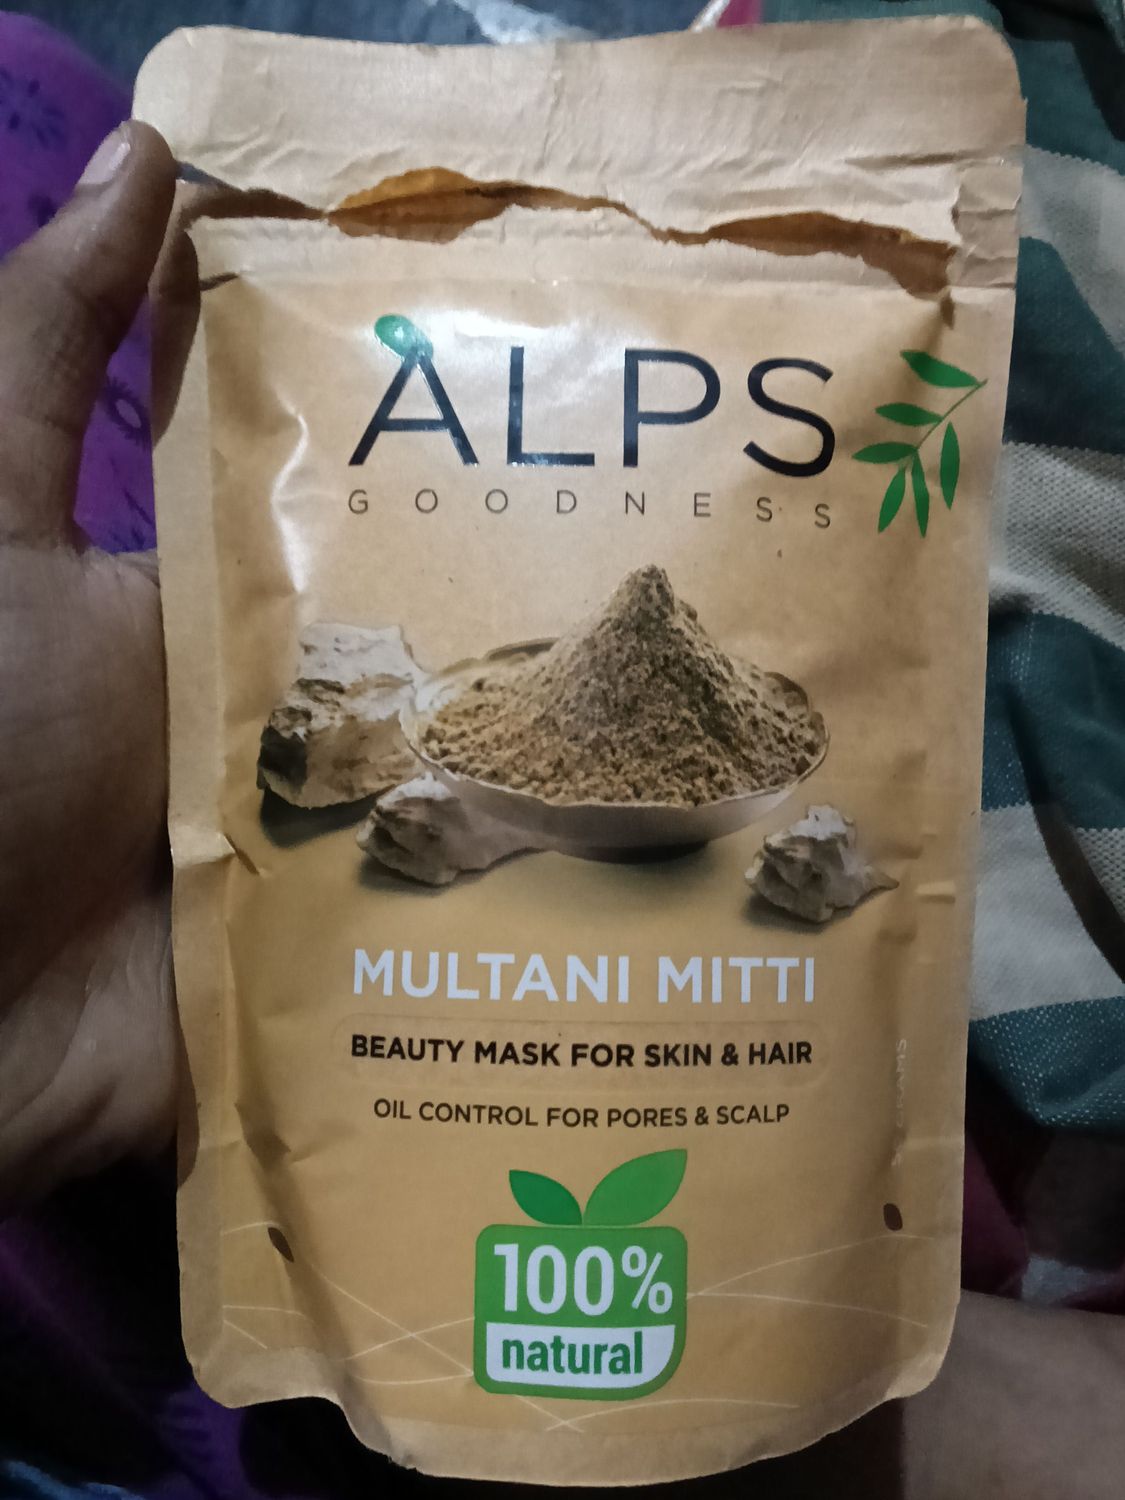 ALPS
GOODNESS
MULTANI MITTI
BEAUTY MASK FOR SKIN & HAIR
OIL CONTROL FOR PORES & SCALP
100%
natural